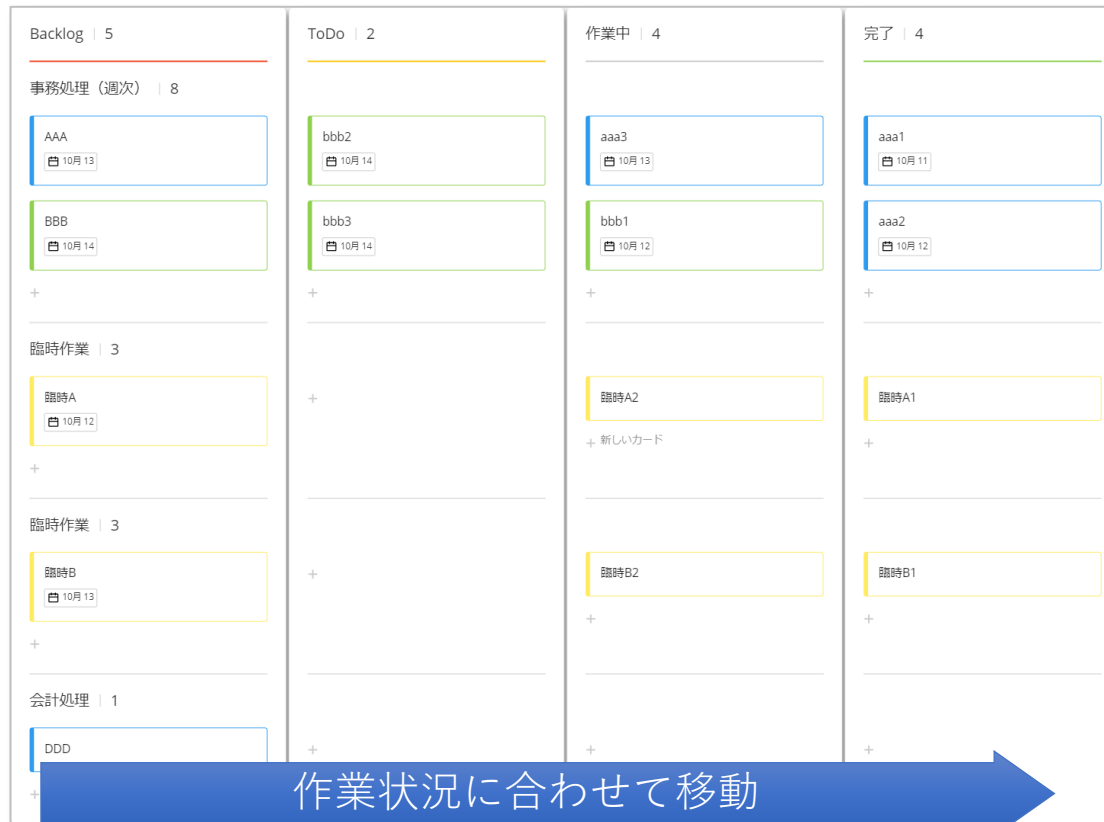 Backlog | 5
ToDo | 2
作業中 | 4
完了 | 4
事務処理（週次） | 8
AAA
10月 13
bbb2
10月 14
aaa3
10月 13
aaa1
10月 11
BBB
10月 14
bbb3
10月 14
bbb1
10月 12
aaa2
10月 12
+
+
+
+
臨時作業 | 3
臨時A
10月 12
+
臨時A2
臨時A1
+ 新しいカード
+
+
臨時作業 | 3
臨時B
10月 13
+
臨時B2
臨時B1
+
+
+
会計処理 | 1
DDD
+
+
+
+
作業状況に合わせて移動